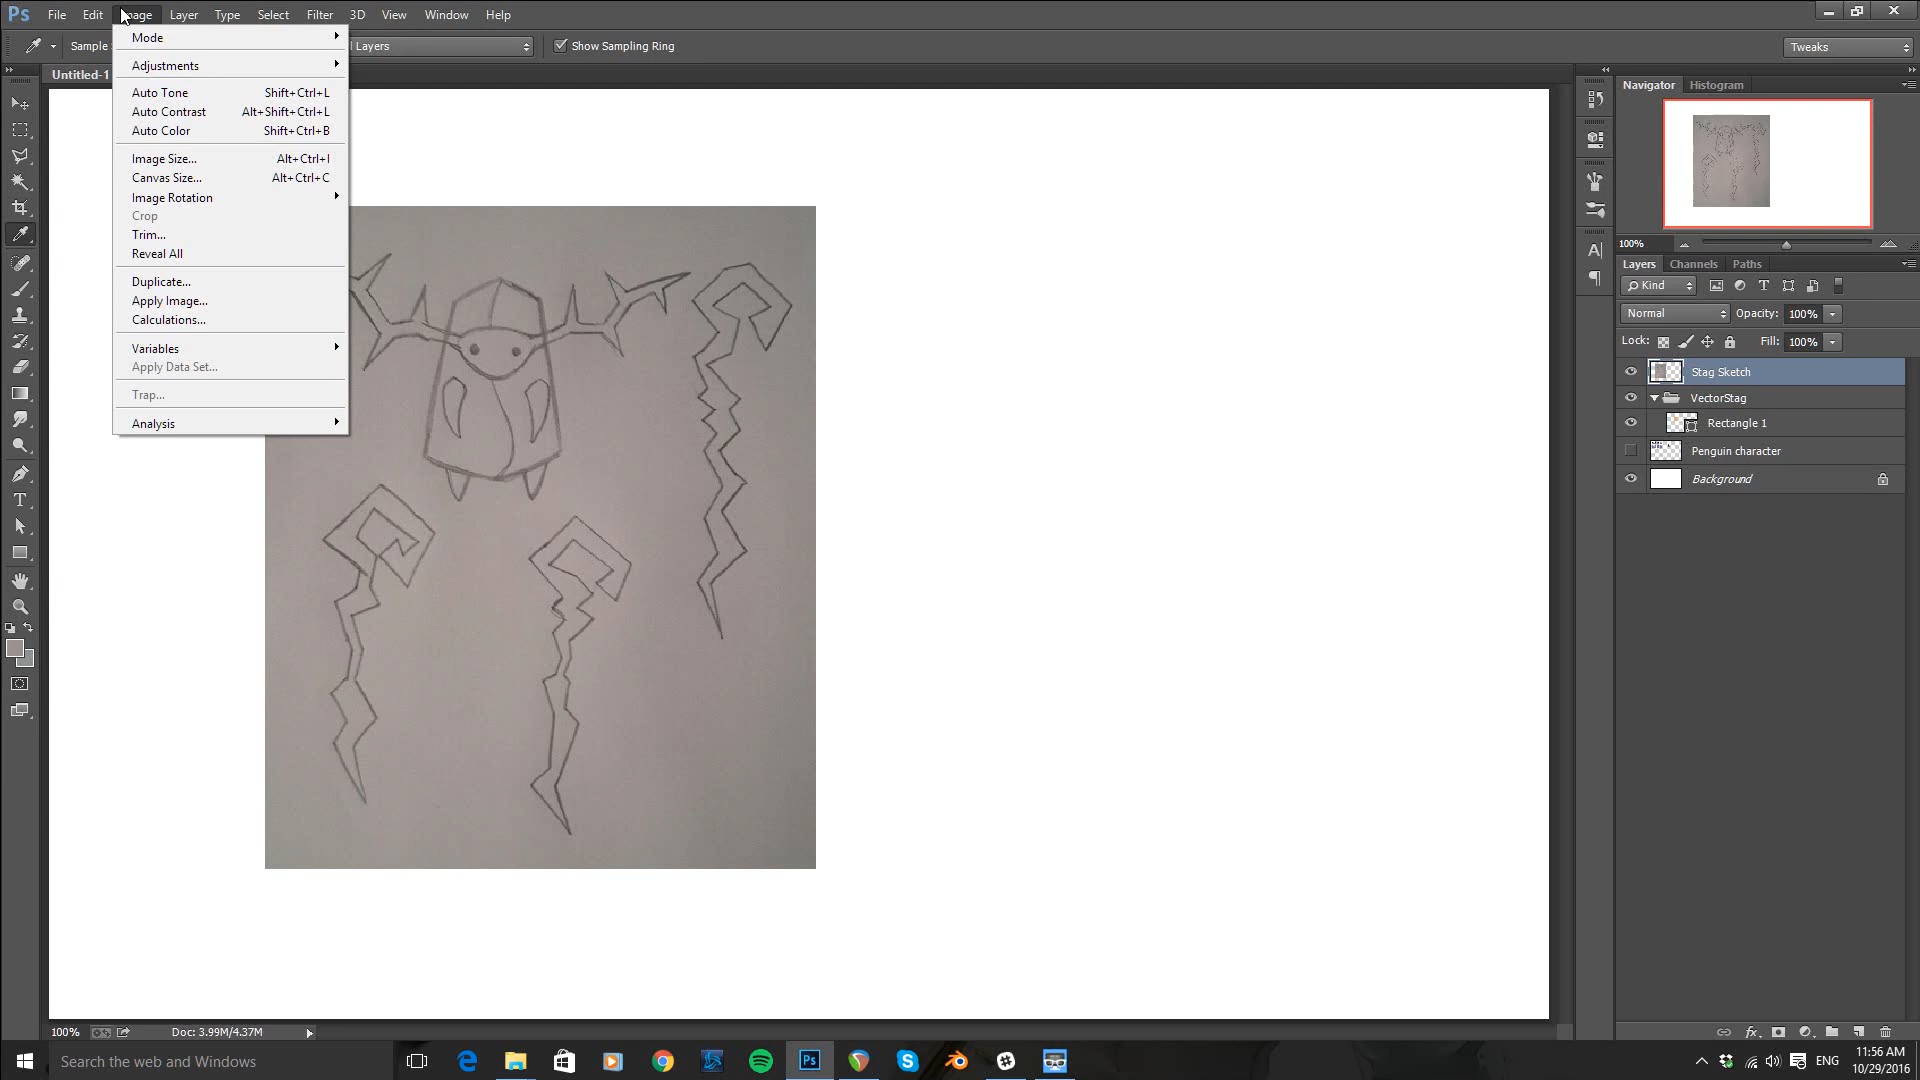 Ps File Edit Image Layer Type Select Filter 3D View Window Help
Sample Layers Show Sampling Ring Tweaks
Untitled-1
Mode
Adjustments
Auto Tone Shift+Ctrl+L
Auto Contrast Alt+Shift+Ctrl+L
Auto Color Shift+Ctrl+B
Image Size... Alt+Ctrl+I
Canvas Size... Alt+Ctrl+C
Image Rotation
Crop
Trim...
Reveal All
Duplicate...
Apply Image...
Calculations...
Variables
Apply Data Set...
Trap...
Analysis
Navigator Histogram
100%
Layers Channels Paths
Kind
Normal Opacity: 100%
Lock: Fill: 100%
Stag Sketch
VectorStag
Rectangle 1
Penguin character
Background
100% Doc: 3.99M/4.37M
Search the web and Windows
Ps
ENG
11:56 AM
10/29/2016